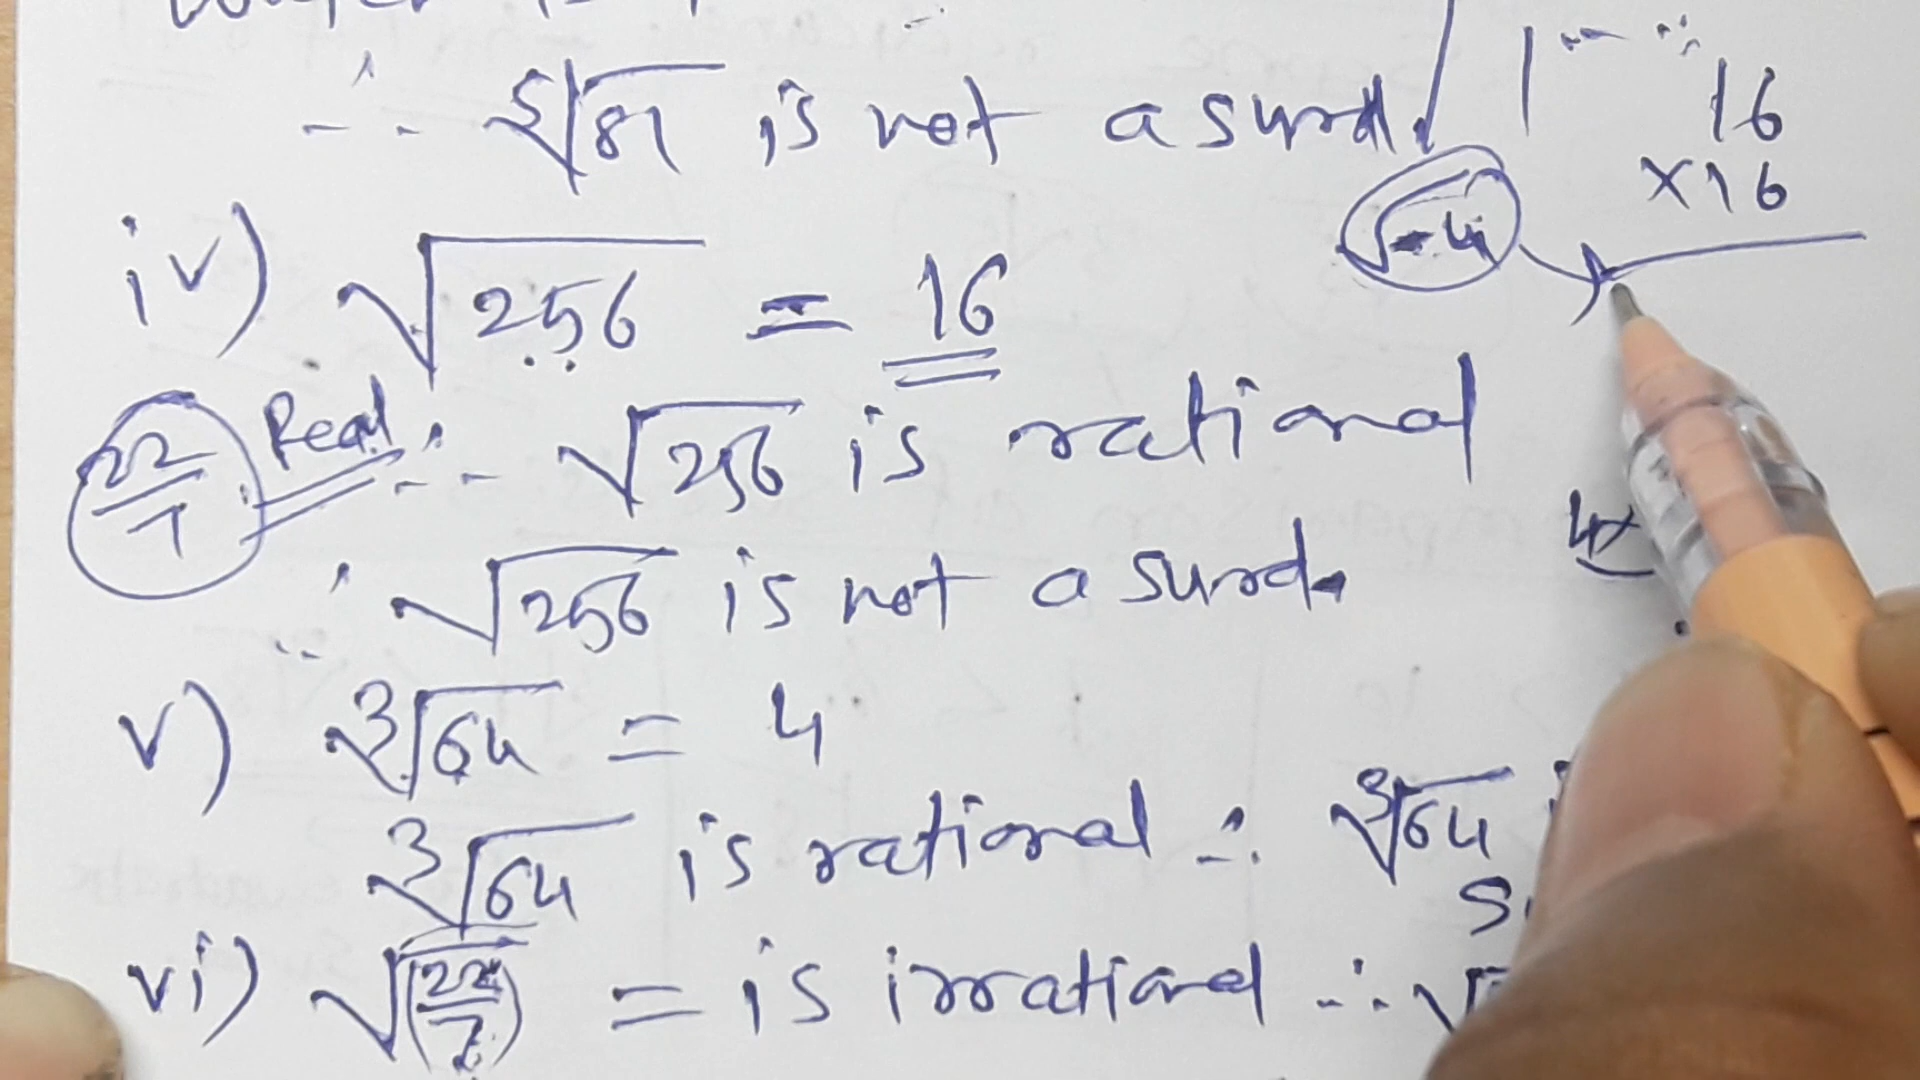 ∴ ⁵√81 is not a surd.
16
×16
√-4
iv) √256 = 16
22/7 Real ∴ √256 is rational
∴ √256 is not a surd.
v) ³√64 = 4
³√64 is rational ∴ ³√64
vi) √(22/7) = is irrational ∴ √